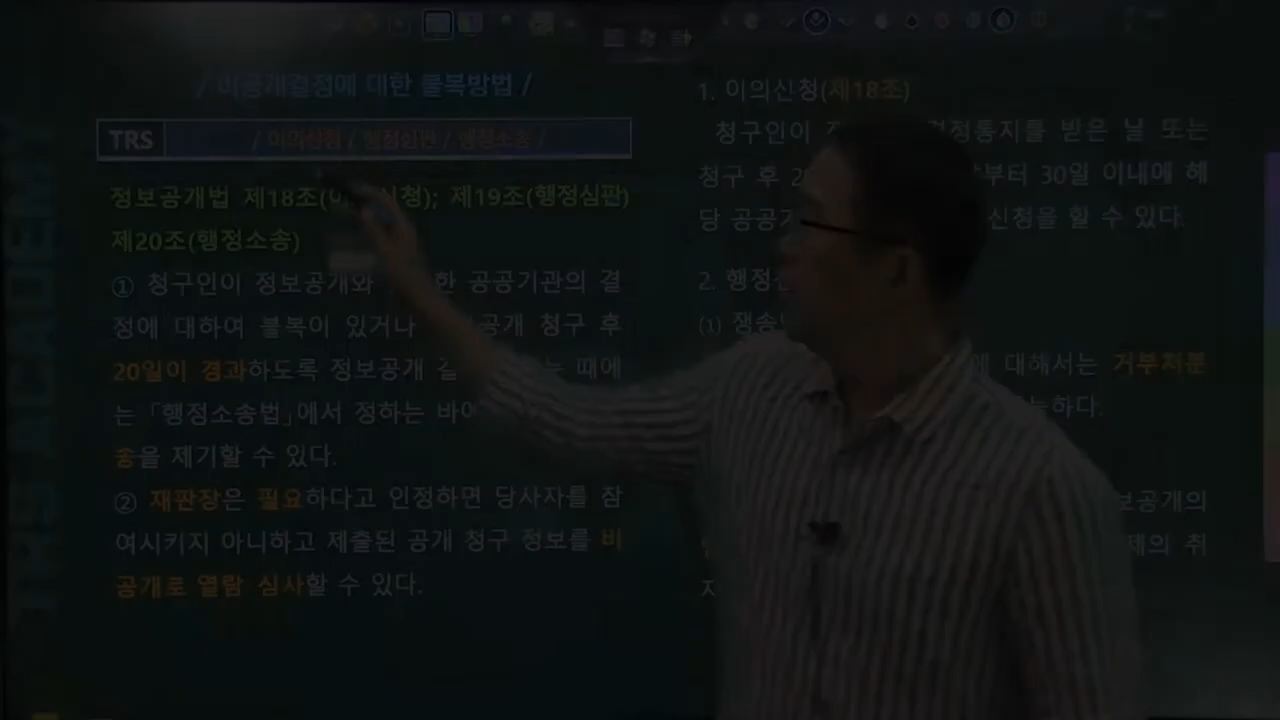 / 비공개결정에 대한 불복방법 /
TRS / 이의신청 / 행정심판 / 행정소송 /
정보공개법 제18조(이 신청); 제19조(행정심판)
제20조(행정소송)
① 청구인이 정보공개와 한 공공기관의 결
정에 대하여 불복이 있거나 공개 청구 후
20일이 경과하도록 정보공개 때에
는 「행정소송법」에서 정하는 바에
송을 제기할 수 있다.
② 재판장은 필요하다고 인정하면 당사자를 참
여시키지 아니하고 제출된 공개 청구 정보를 비
공개로 열람 심사할 수 있다.
1. 이의신청(제18조)
청구인이 결정통지를 받은 날 또는
청구 후 2 부터 30일 이내에 해
당 공공기 신청을 할 수 있다.
2. 행정
(1) 쟁송
에 대해서는 거부처분
능하다.
보공개의
제의 취